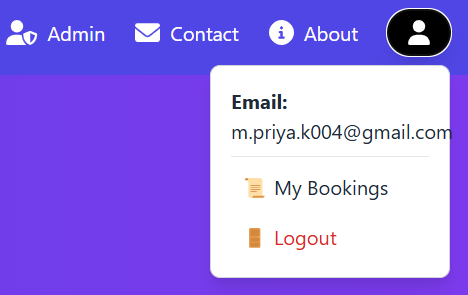 Admin Contact About
Email:
m.priya.k004@gmail.com
My Bookings
Logout